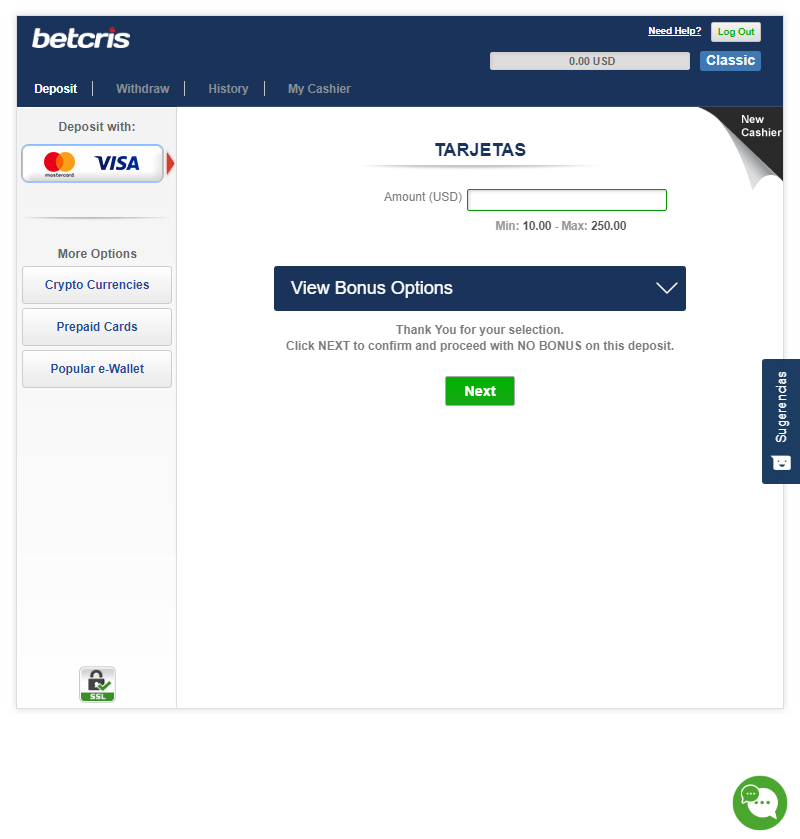 betcris
Need Help?
Log Out
0.00 USD
Classic
Deposit
Withdraw
History
My Cashier
Deposit with:
mastercard
VISA
More Options
Crypto Currencies
Prepaid Cards
Popular e-Wallet
SSL
New
Cashier
TARJETAS
Amount (USD)
Min: 10.00 - Max: 250.00
View Bonus Options
Thank You for your selection.
Click NEXT to confirm and proceed with NO BONUS on this deposit.
Next
Sugerencias